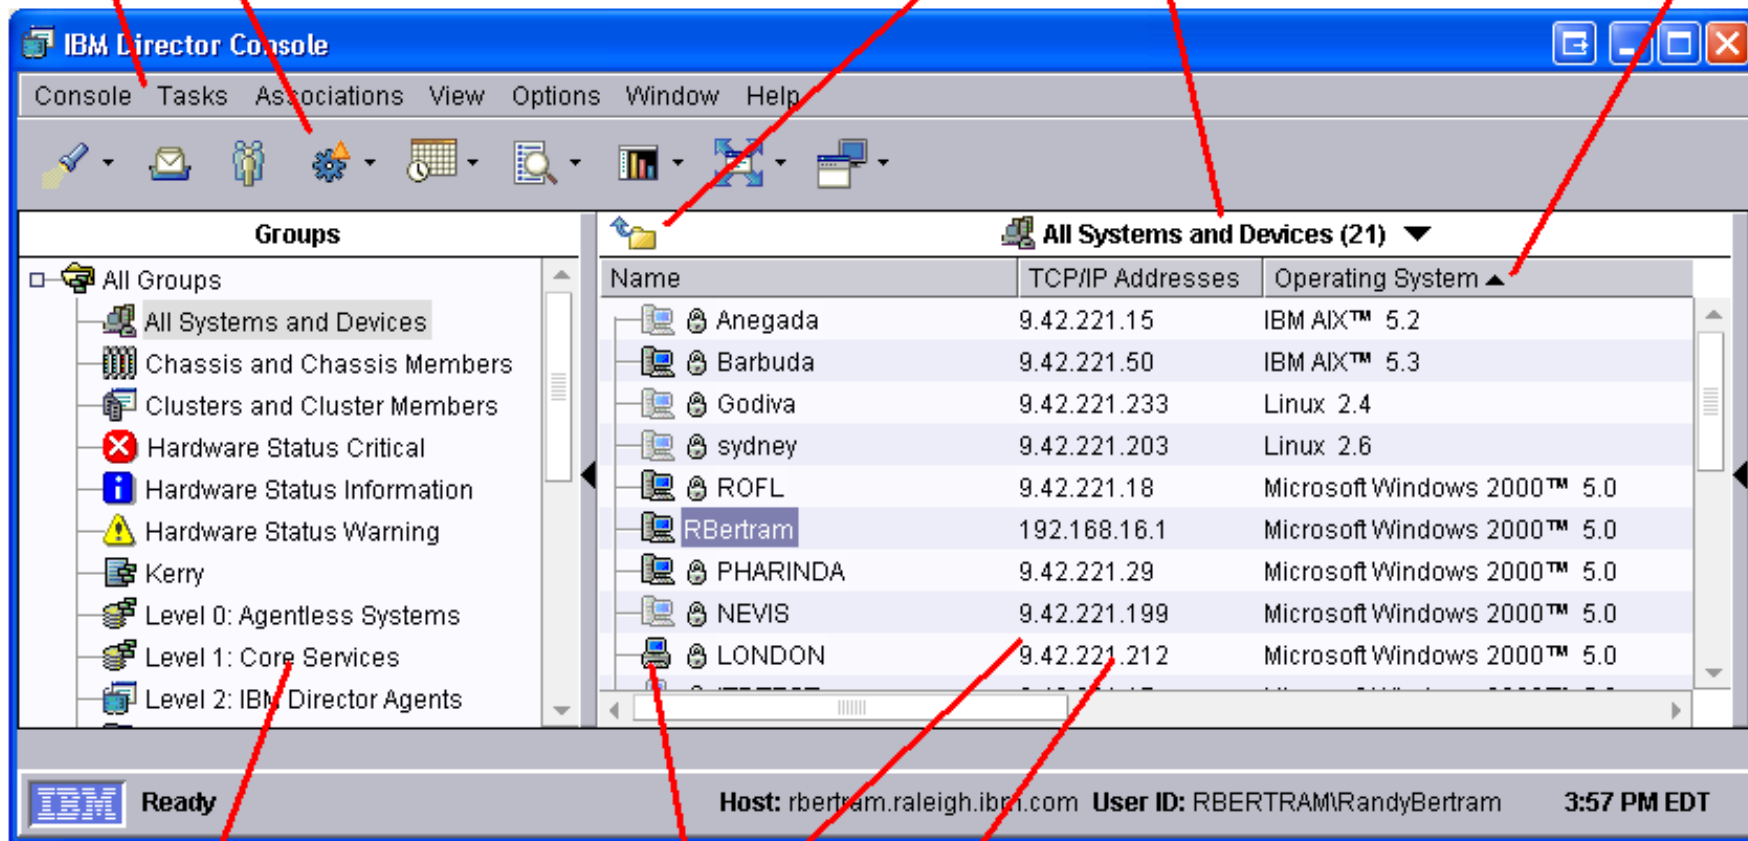 IBM Director Console
Console Tasks Associations View Options Window Help
Groups
All Groups
All Systems and Devices
Chassis and Chassis Members
Clusters and Cluster Members
Hardware Status Critical
Hardware Status Information
Hardware Status Warning
Kerry
Level 0: Agentless Systems
Level 1: Core Services
Level 2: IBM Director Agents
All Systems and Devices (21)
Name TCP/IP Addresses Operating System
Anegada 9.42.221.15 IBM AIX™ 5.2
Barbuda 9.42.221.50 IBM AIX™ 5.3
Godiva 9.42.221.233 Linux 2.4
sydney 9.42.221.203 Linux 2.6
ROFL 9.42.221.18 Microsoft Windows 2000™ 5.0
RBertram 192.168.16.1 Microsoft Windows 2000™ 5.0
PHARINDA 9.42.221.29 Microsoft Windows 2000™ 5.0
NEVIS 9.42.221.199 Microsoft Windows 2000™ 5.0
LONDON 9.42.221.212 Microsoft Windows 2000™ 5.0
IBM Ready Host: rbertram.raleigh.ibm.com User ID: RBERTRAM\RandyBertram 3:57 PM EDT